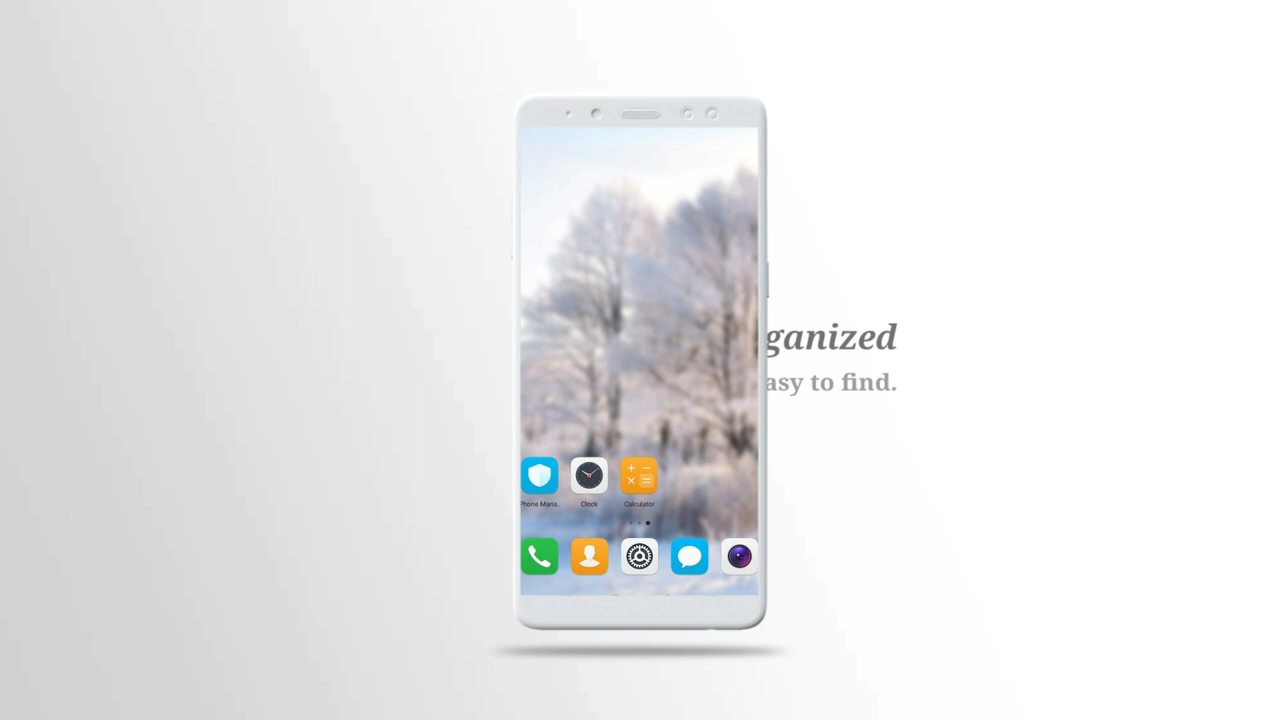 ganized
asy to find.
Phone Mana..
Clock
Calculator